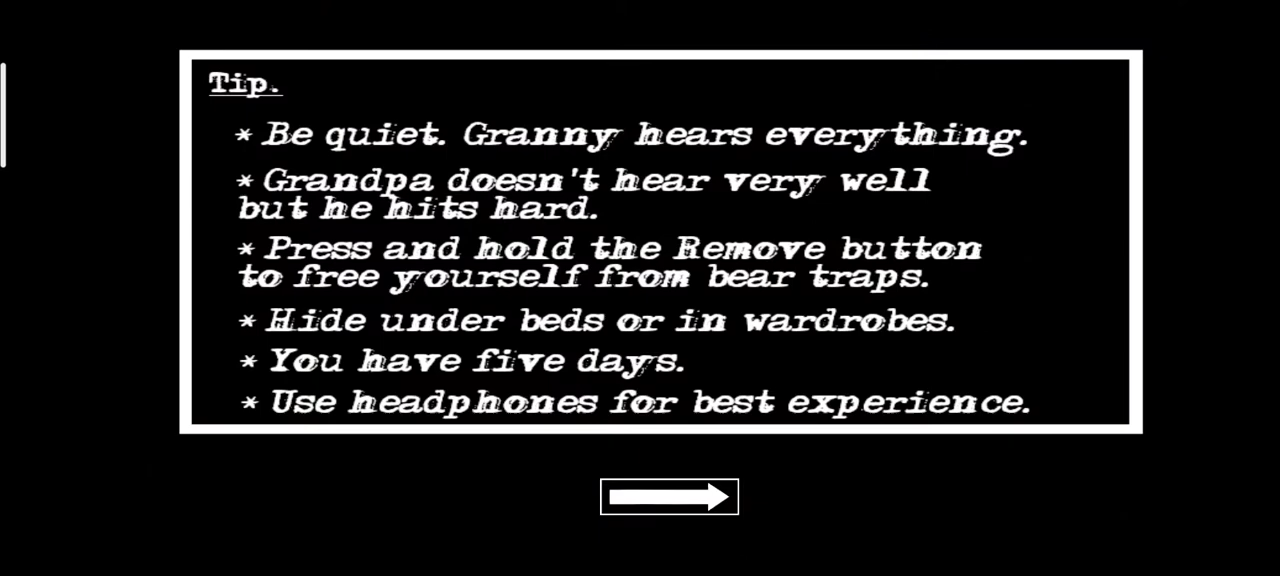 Tip.
* Be quiet. Granny hears everything.
* Grandpa doesn't hear very well
but he hits hard.
* Press and hold the Remove button
to free yourself from bear traps.
* Hide under beds or in wardrobes.
* You have five days.
* Use headphones for best experience.